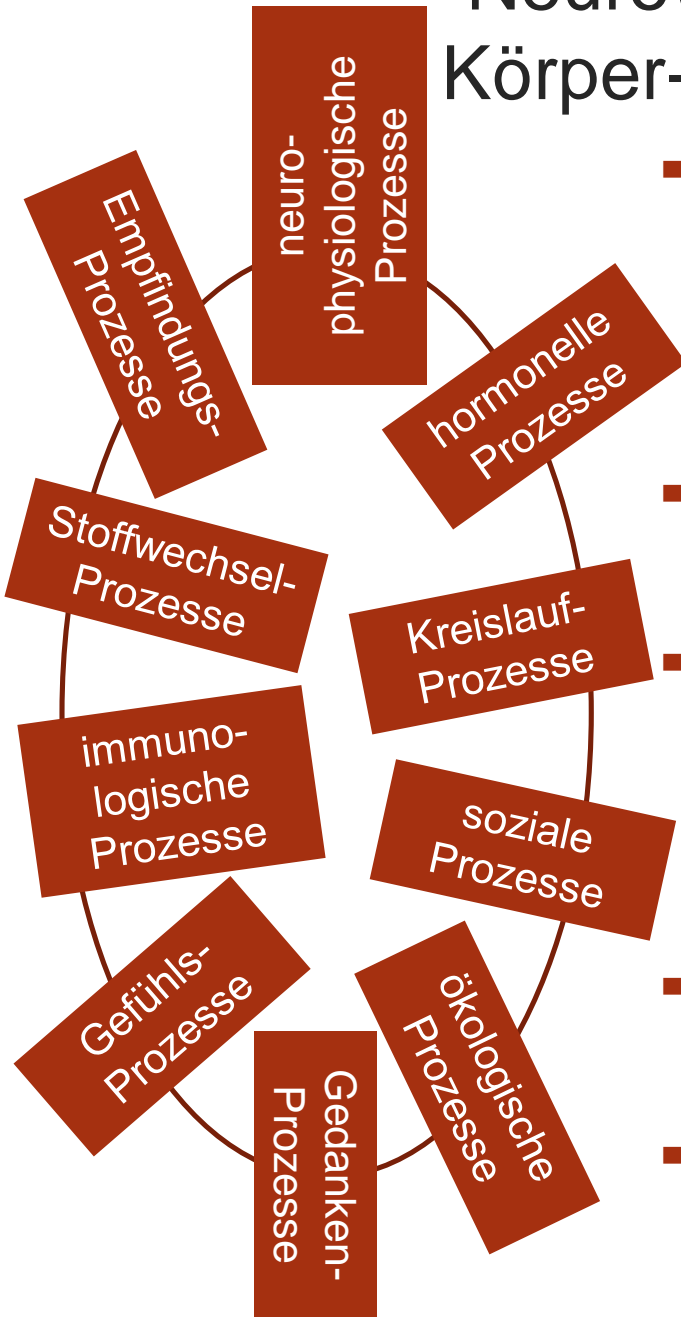 Körper-
neuro-
physiologische
Prozesse
hormonelle
Prozesse
Kreislauf-
Prozesse
soziale
Prozesse
ökologische
Prozesse
Gedanken-
Prozesse
Gefühls-
Prozesse
immuno-
logische
Prozesse
Stoffwechsel-
Prozesse
Empfindungs-
Prozesse